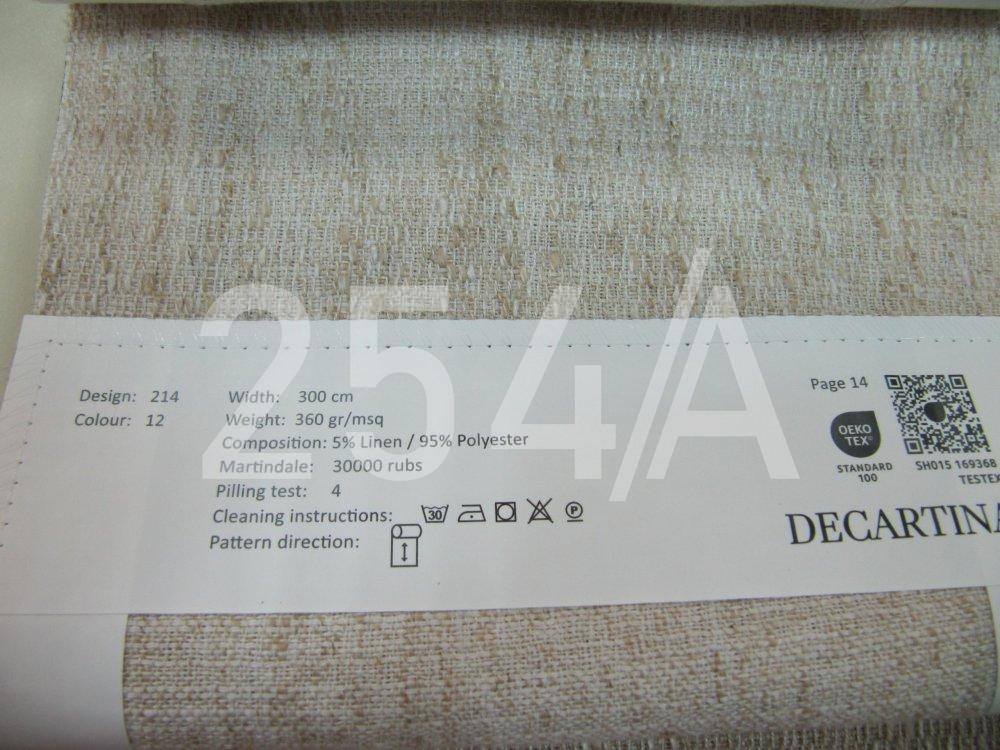 254/A
Design: 214
Colour: 12
Width: 300 cm
Weight: 360 gr/msq
Composition: 5% Linen / 95% Polyester
Martindale: 30000 rubs
Pilling test: 4
Cleaning instructions: 30 P
Pattern direction:
Page 14
OEKO
TEX®
STANDARD
100
SH015 169368
TESTEX
DECARTINA